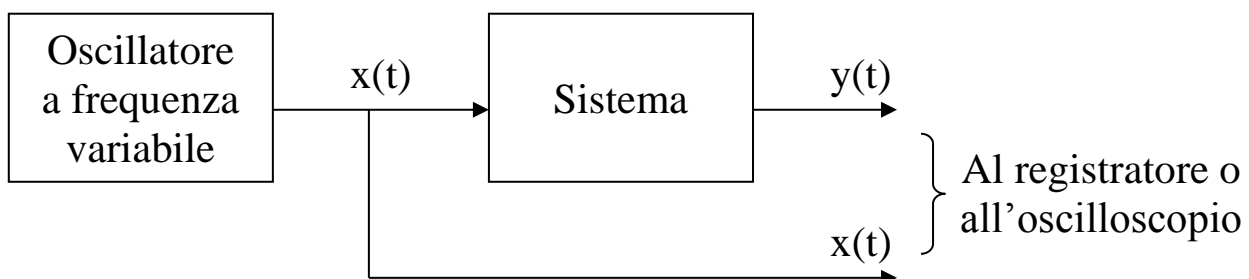 Oscillatore
a frequenza
variabile
x(t)
Sistema
y(t)
Al registratore o
all’oscilloscopio
x(t)